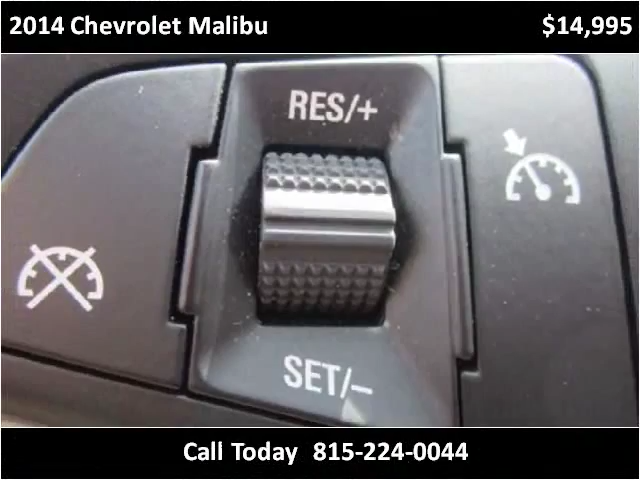 2014 Chevrolet Malibu $14,995
RES/+
SET/-
Call Today 815-224-0044